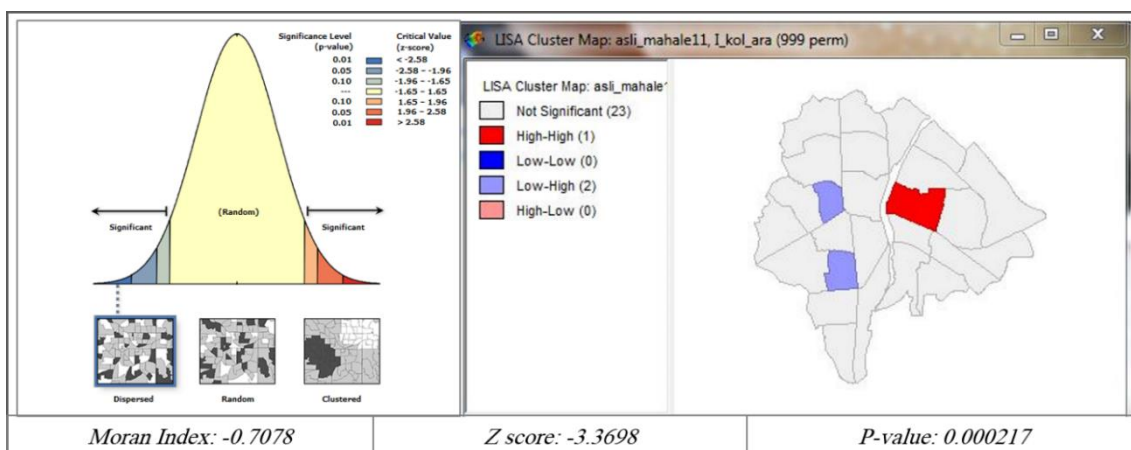 Significance Level Critical Value
(p-value) (z-score)
0.01 < -2.58
0.05 -2.58 – -1.96
0.10 -1.96 – -1.65
--- -1.65 – 1.65
0.10 1.65 – 1.96
0.05 1.96 – 2.58
0.01 > 2.58
(Random)
Significant Significant
Dispersed Random Clustered
LISA Cluster Map: asli_mahale11, I_kol_ara (999 perm)
LISA Cluster Map: asli_mahale1
Not Significant (23)
High-High (1)
Low-Low (0)
Low-High (2)
High-Low (0)
Moran Index: -0.7078 Z score: -3.3698 P-value: 0.000217